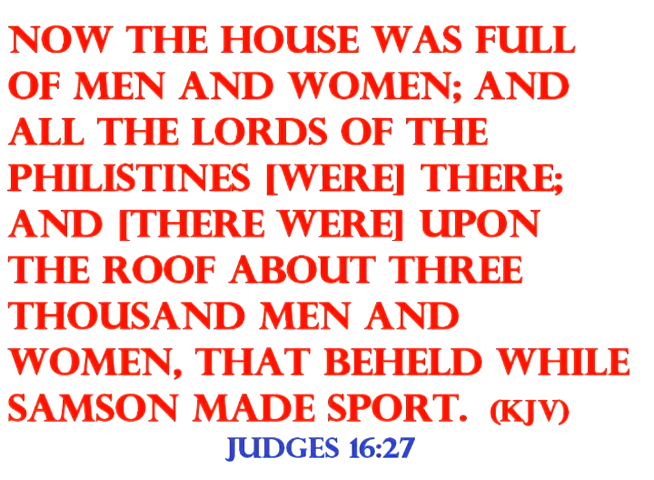 NOW THE HOUSE WAS FULL
OF MEN AND WOMEN; AND
ALL THE LORDS OF THE
PHILISTINES [WERE] THERE;
AND [THERE WERE] UPON
THE ROOF ABOUT THREE
THOUSAND MEN AND
WOMEN, THAT BEHELD WHILE
SAMSON MADE SPORT. (KJV)
JUDGES 16:27